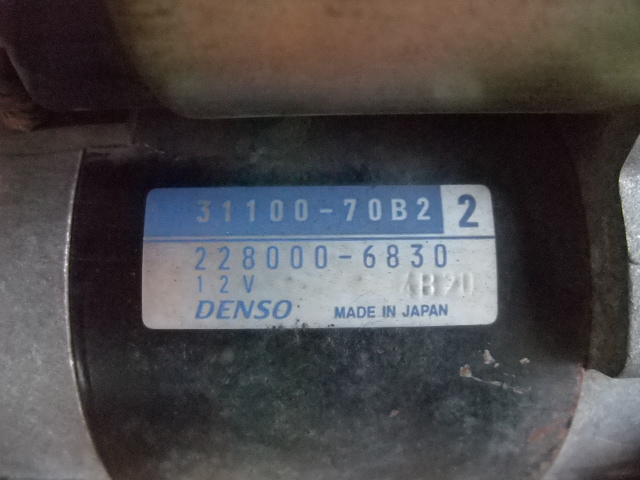 31100-70B2 2
228000-6830
12V
DENSO MADE IN JAPAN